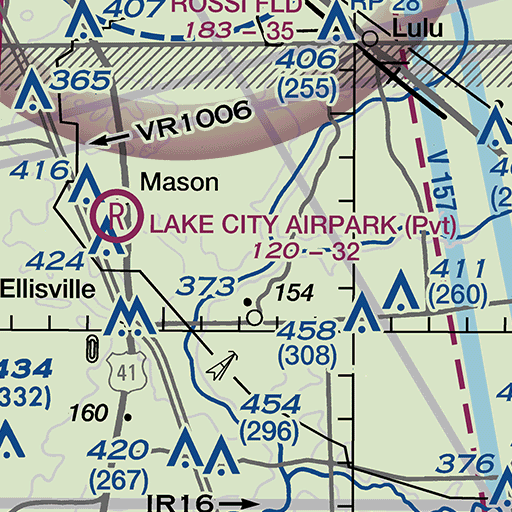 407
ROSSI FLD
183 - 35
RP 28
Lulu
406
(255)
365
VR1006
416
Mason
V 157
R
LAKE CITY AIRPARK (Pvt)
120 - 32
424
Ellisville
373
154
411
(260)
458
(308)
434
(332)
41
454
(296)
160
420
(267)
376
IR16